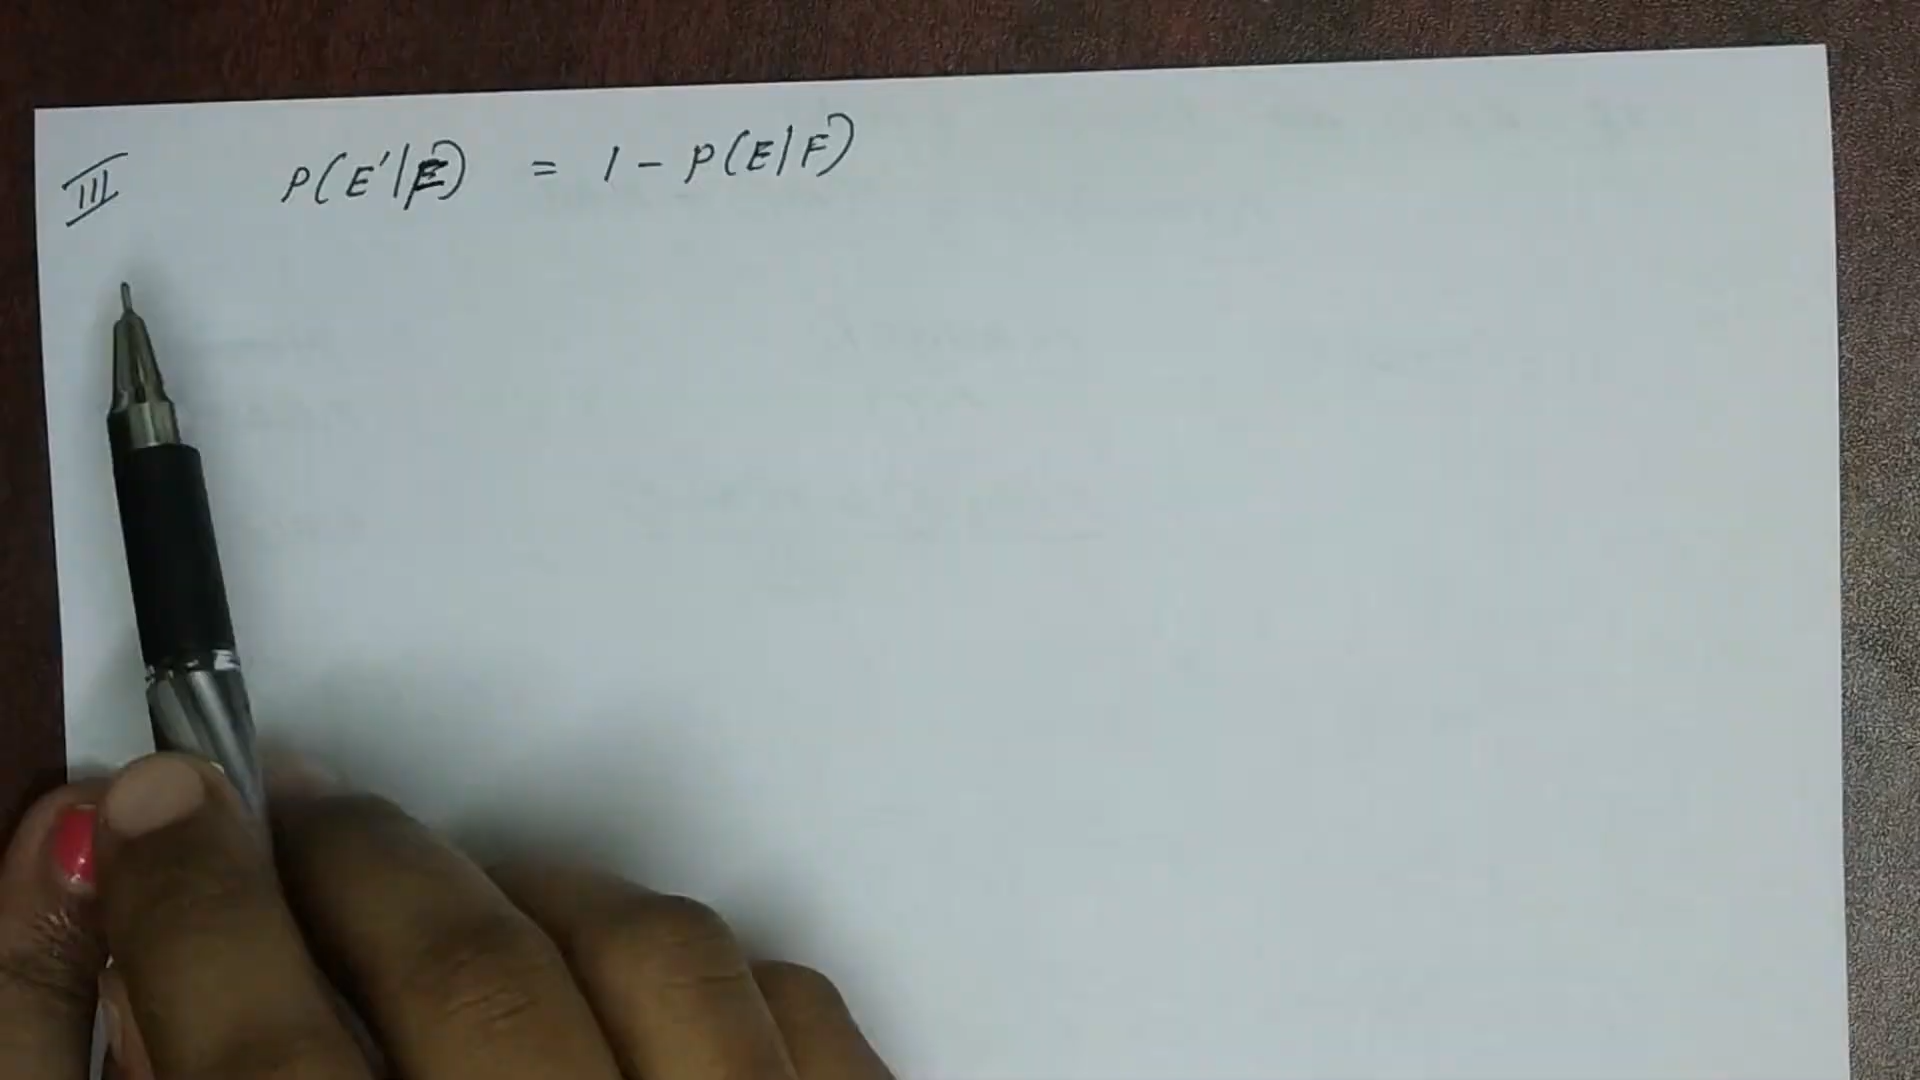 III P(E'|F) = 1 - P(E|F)